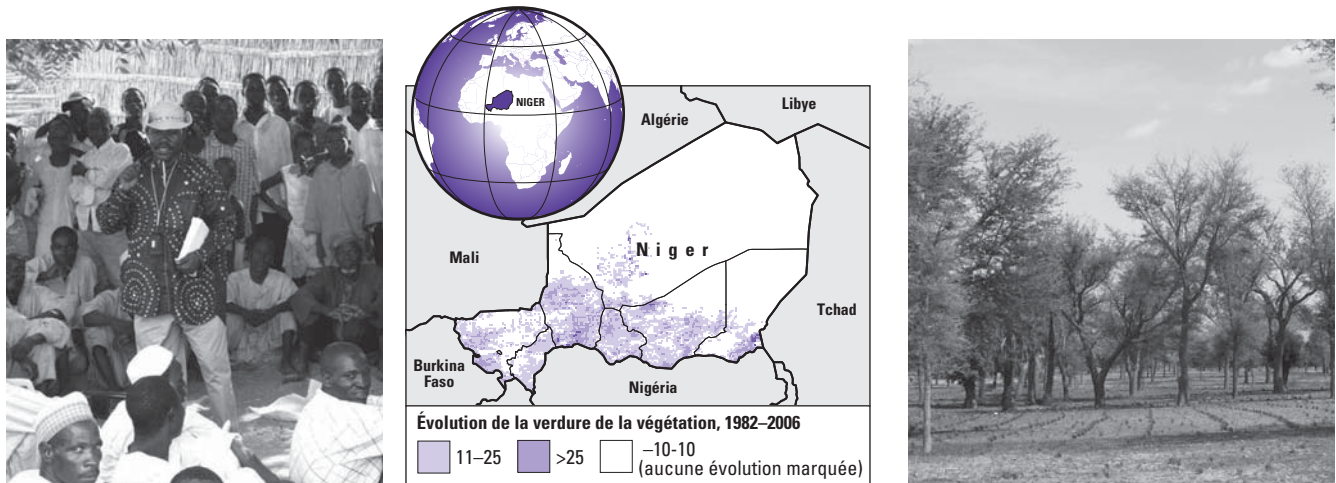 NIGER
Algérie
Libye
Mali
Niger
Tchad
Burkina
Faso
Nigéria
Évolution de la verdure de la végétation, 1982–2006
11–25
>25
–10-10
(aucune évolution marquée)